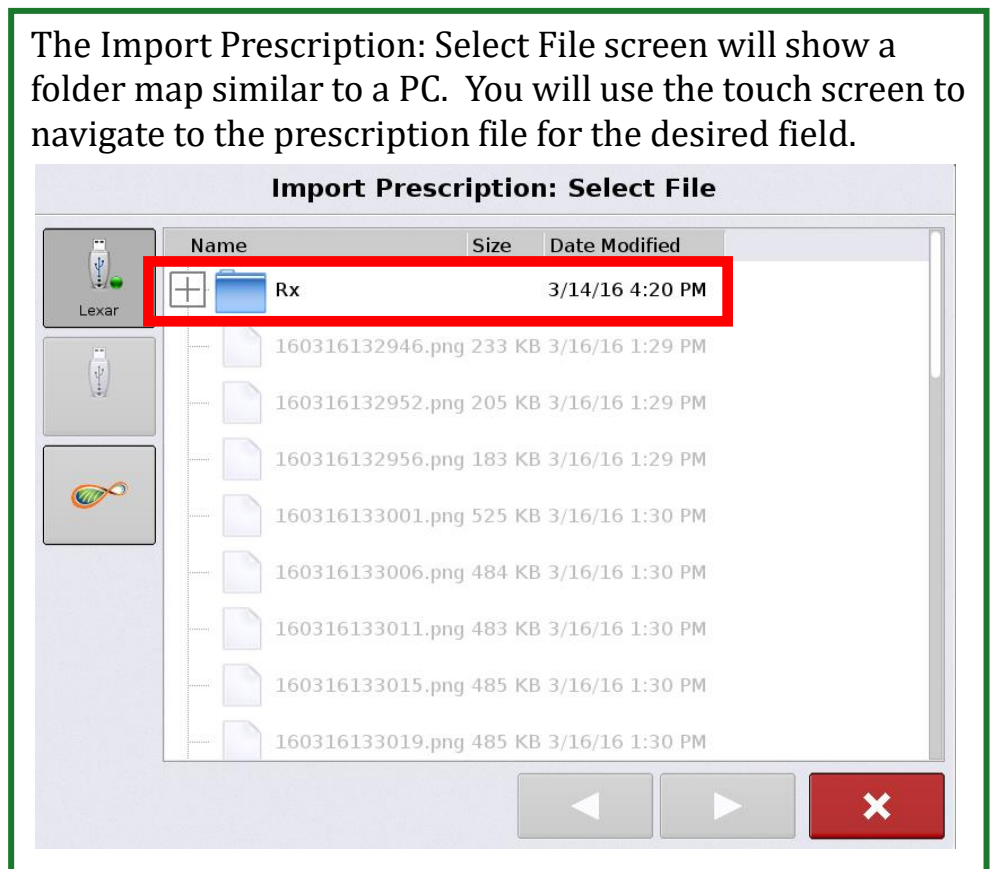 The Import Prescription: Select File screen will show a
folder map similar to a PC.  You will use the touch screen to
navigate to the prescription file for the desired field.
Import Prescription: Select File
Name Size Date Modified
Lexar
Rx 3/14/16 4:20 PM
160316132946.png 233 KB 3/16/16 1:29 PM
160316132952.png 205 KB 3/16/16 1:29 PM
160316132956.png 183 KB 3/16/16 1:29 PM
160316133001.png 525 KB 3/16/16 1:30 PM
160316133006.png 484 KB 3/16/16 1:30 PM
160316133011.png 483 KB 3/16/16 1:30 PM
160316133015.png 485 KB 3/16/16 1:30 PM
160316133019.png 485 KB 3/16/16 1:30 PM